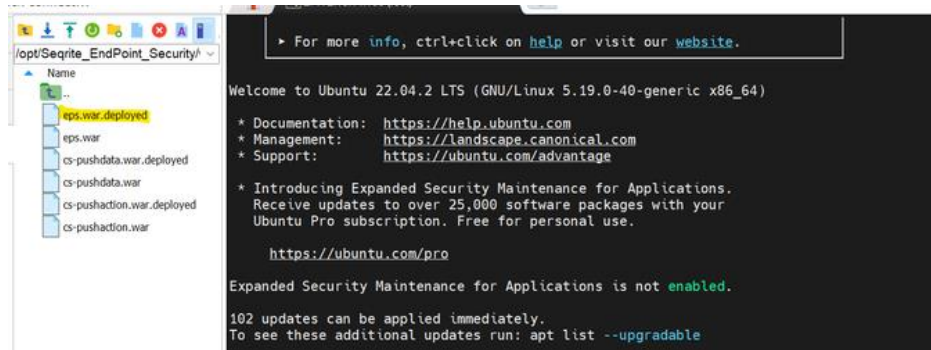 /opt/Seqrite_EndPoint_Security/
Name
..
eps.war.deployed
eps.war
cs-pushdata.war.deployed
cs-pushdata.war
cs-pushaction.war.deployed
cs-pushaction.war
➤ For more info, ctrl+click on help or visit our website.
Welcome to Ubuntu 22.04.2 LTS (GNU/Linux 5.19.0-40-generic x86_64)
* Documentation: https://help.ubuntu.com
* Management: https://landscape.canonical.com
* Support: https://ubuntu.com/advantage
* Introducing Expanded Security Maintenance for Applications.
Receive updates to over 25,000 software packages with your
Ubuntu Pro subscription. Free for personal use.
https://ubuntu.com/pro
Expanded Security Maintenance for Applications is not enabled.
102 updates can be applied immediately.
To see these additional updates run: apt list --upgradable